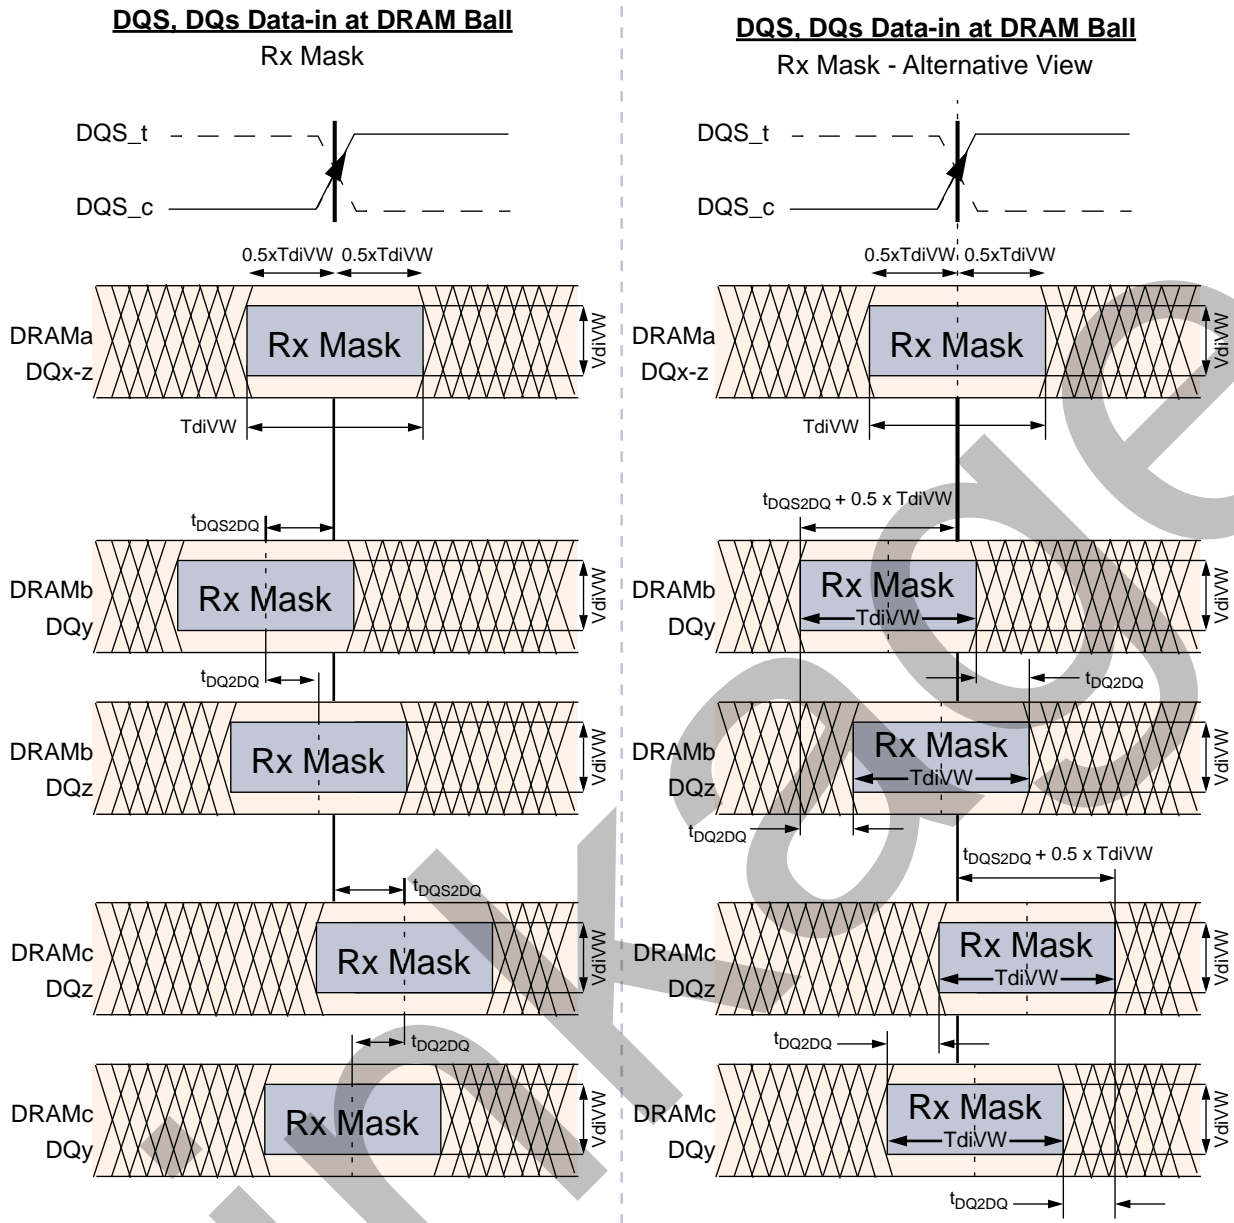 DQS, DQs Data-in at DRAM Ball
Rx Mask
DQS_t
DQS_c
0.5xTdiVW 0.5xTdiVW
DRAMa
DQx-z
Rx Mask
VdiVW
TdiVW
tDQS2DQ
DRAMb
DQy
Rx Mask
VdiVW
tDQ2DQ
DRAMb
DQz
Rx Mask
VdiVW
tDQS2DQ
DRAMc
DQz
Rx Mask
VdiVW
tDQ2DQ
DRAMc
DQy
Rx Mask
VdiVW
DQS, DQs Data-in at DRAM Ball
Rx Mask - Alternative View
DQS_t
DQS_c
0.5xTdiVW 0.5xTdiVW
DRAMa
DQx-z
Rx Mask
VdiVW
TdiVW
tDQS2DQ + 0.5 x TdiVW
DRAMb
DQy
Rx Mask
TdiVW
VdiVW
tDQ2DQ
DRAMb
DQz
Rx Mask
TdiVW
VdiVW
tDQ2DQ
tDQS2DQ + 0.5 x TdiVW
DRAMc
DQz
Rx Mask
TdiVW
VdiVW
tDQ2DQ
DRAMc
DQy
Rx Mask
TdiVW
VdiVW
tDQ2DQ